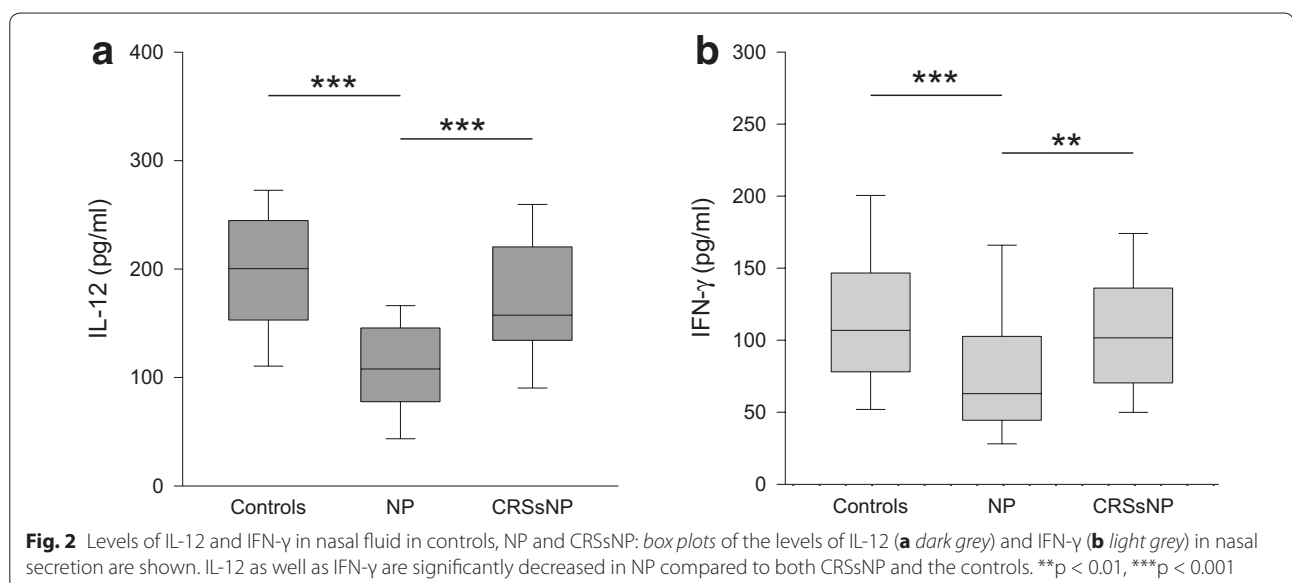 a
400
300
200
100
0
IL-12 (pg/ml)
***
***
Controls NP CRSsNP
b
300
250
200
150
100
50
0
IFN-γ (pg/ml)
***
**
Controls NP CRSsNP
Fig. 2 Levels of IL-12 and IFN-γ in nasal fluid in controls, NP and CRSsNP: box plots of the levels of IL-12 (a dark grey) and IFN-γ (b light grey) in nasal
secretion are shown. IL-12 as well as IFN-γ are significantly decreased in NP compared to both CRSsNP and the controls. **p < 0.01, ***p < 0.001